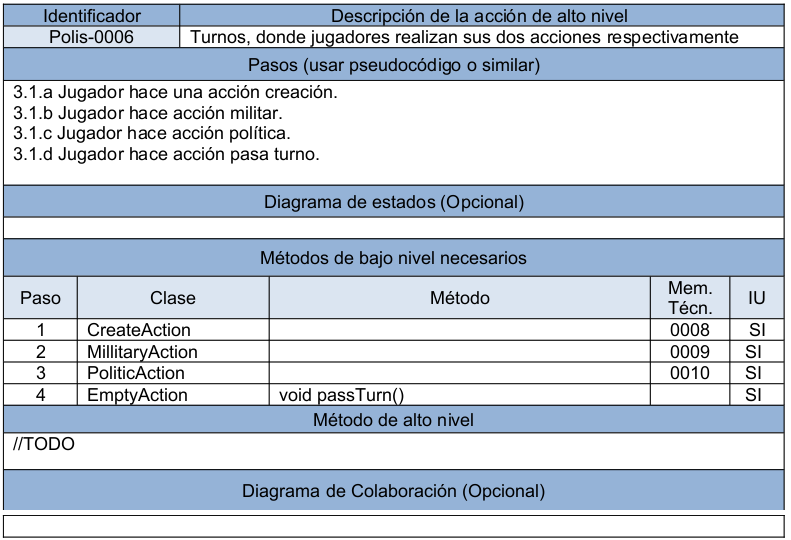 Identificador Descripción de la acción de alto nivel
Polis-0006 Turnos, donde jugadores realizan sus dos acciones respectivamente
Pasos (usar pseudocódigo o similar)
3.1.a Jugador hace una acción creación.
3.1.b Jugador hace acción militar.
3.1.c Jugador hace acción política.
3.1.d Jugador hace acción pasa turno.
Diagrama de estados (Opcional)
Métodos de bajo nivel necesarios
Paso Clase Método Mem. Técn. IU
1 CreateAction 0008 SI
2 MillitaryAction 0009 SI
3 PoliticAction 0010 SI
4 EmptyAction void passTurn() SI
Método de alto nivel
//TODO
Diagrama de Colaboración (Opcional)